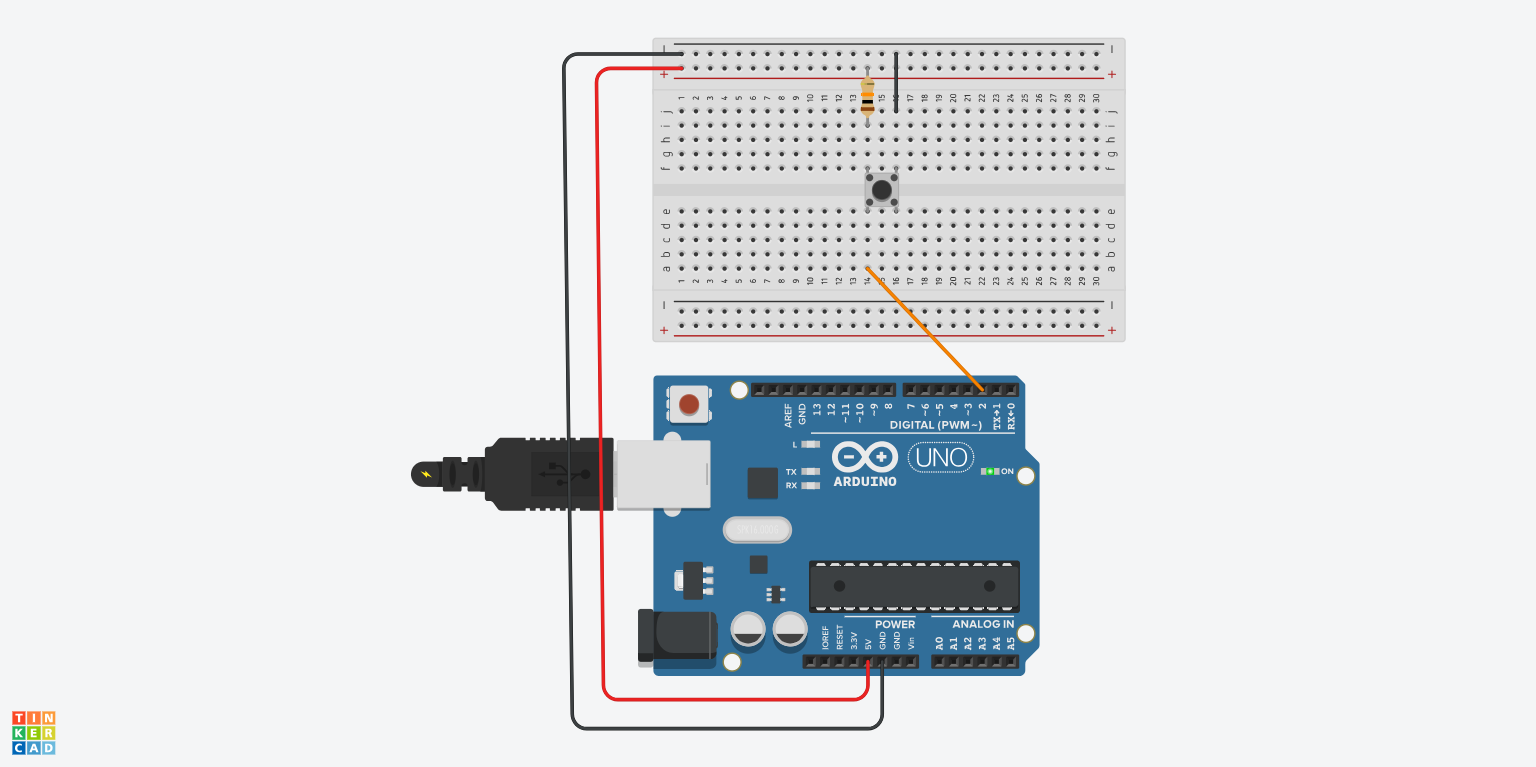 − −
+ +
1 2 3 4 5 6 7 8 9 10 11 12 13 15 17 18 19 20 21 22 23 24 25 26 27 28 29 30
j j
i i
h h
g g
f f
e e
d d
c c
b b
a a
1 2 3 4 5 6 7 8 9 10 11 12 13 14 15 16 17 18 19 20 21 22 23 24 25 26 27 28 29 30
− −
+ +
AREF GND 13 12 ~11 ~10 ~9 8 7 ~6 ~5 4 ~3 2 TX→1 RX←0
DIGITAL (PWM~)
L
TX
RX
ARDUINO
UNO
ON
POWER ANALOG IN
IOREF RESET 3.3V 5V GND GND Vin A0 A1 A2 A3 A4 A5
TIN
KER
CAD